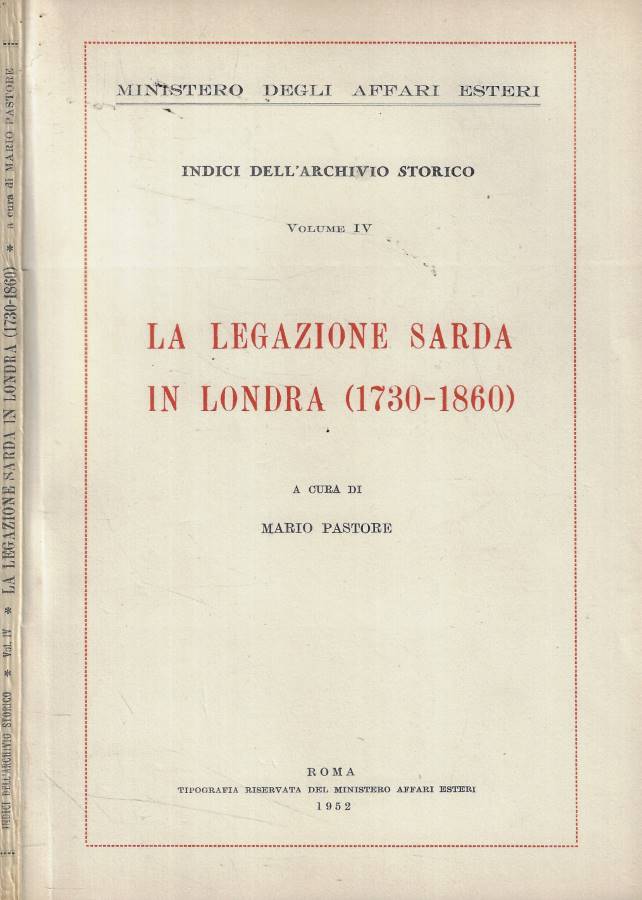 MINISTERO DEGLI AFFARI ESTERI
INDICI DELL'ARCHIVIO STORICO
VOLUME IV
LA LEGAZIONE SARDA
IN LONDRA (1730-1860)
A CURA DI
MARIO PASTORE
ROMA
TIPOGRAFIA RISERVATA DEL MINISTERO AFFARI ESTERI
1952
INDICI DELL'ARCHIVIO STORICO * Vol. IV * LA LEGAZIONE SARDA IN LONDRA (1730-1860) * a cura di MARIO PASTORE